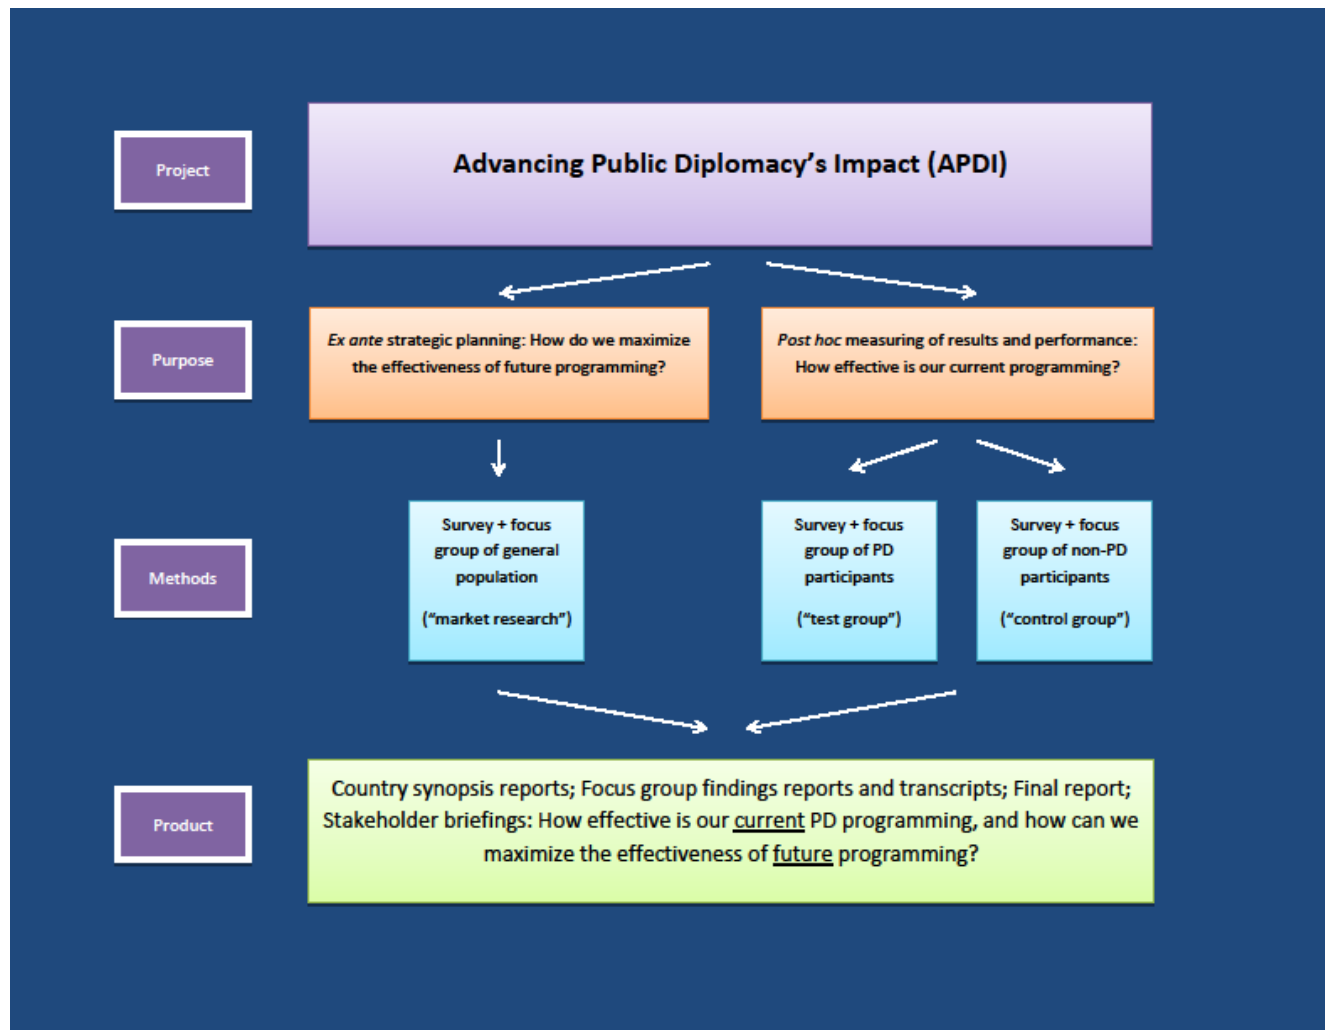 Project
Advancing Public Diplomacy’s Impact (APDI)
Purpose
Ex ante strategic planning: How do we maximize
the effectiveness of future programming?
Post hoc measuring of results and performance:
How effective is our current programming?
Methods
Survey + focus
group of general
population
(“market research”)
Survey + focus
group of PD
participants
(“test group”)
Survey + focus
group of non-PD
participants
(“control group”)
Product
Country synopsis reports; Focus group findings reports and transcripts; Final report;
Stakeholder briefings: How effective is our current PD programming, and how can we
maximize the effectiveness of future programming?